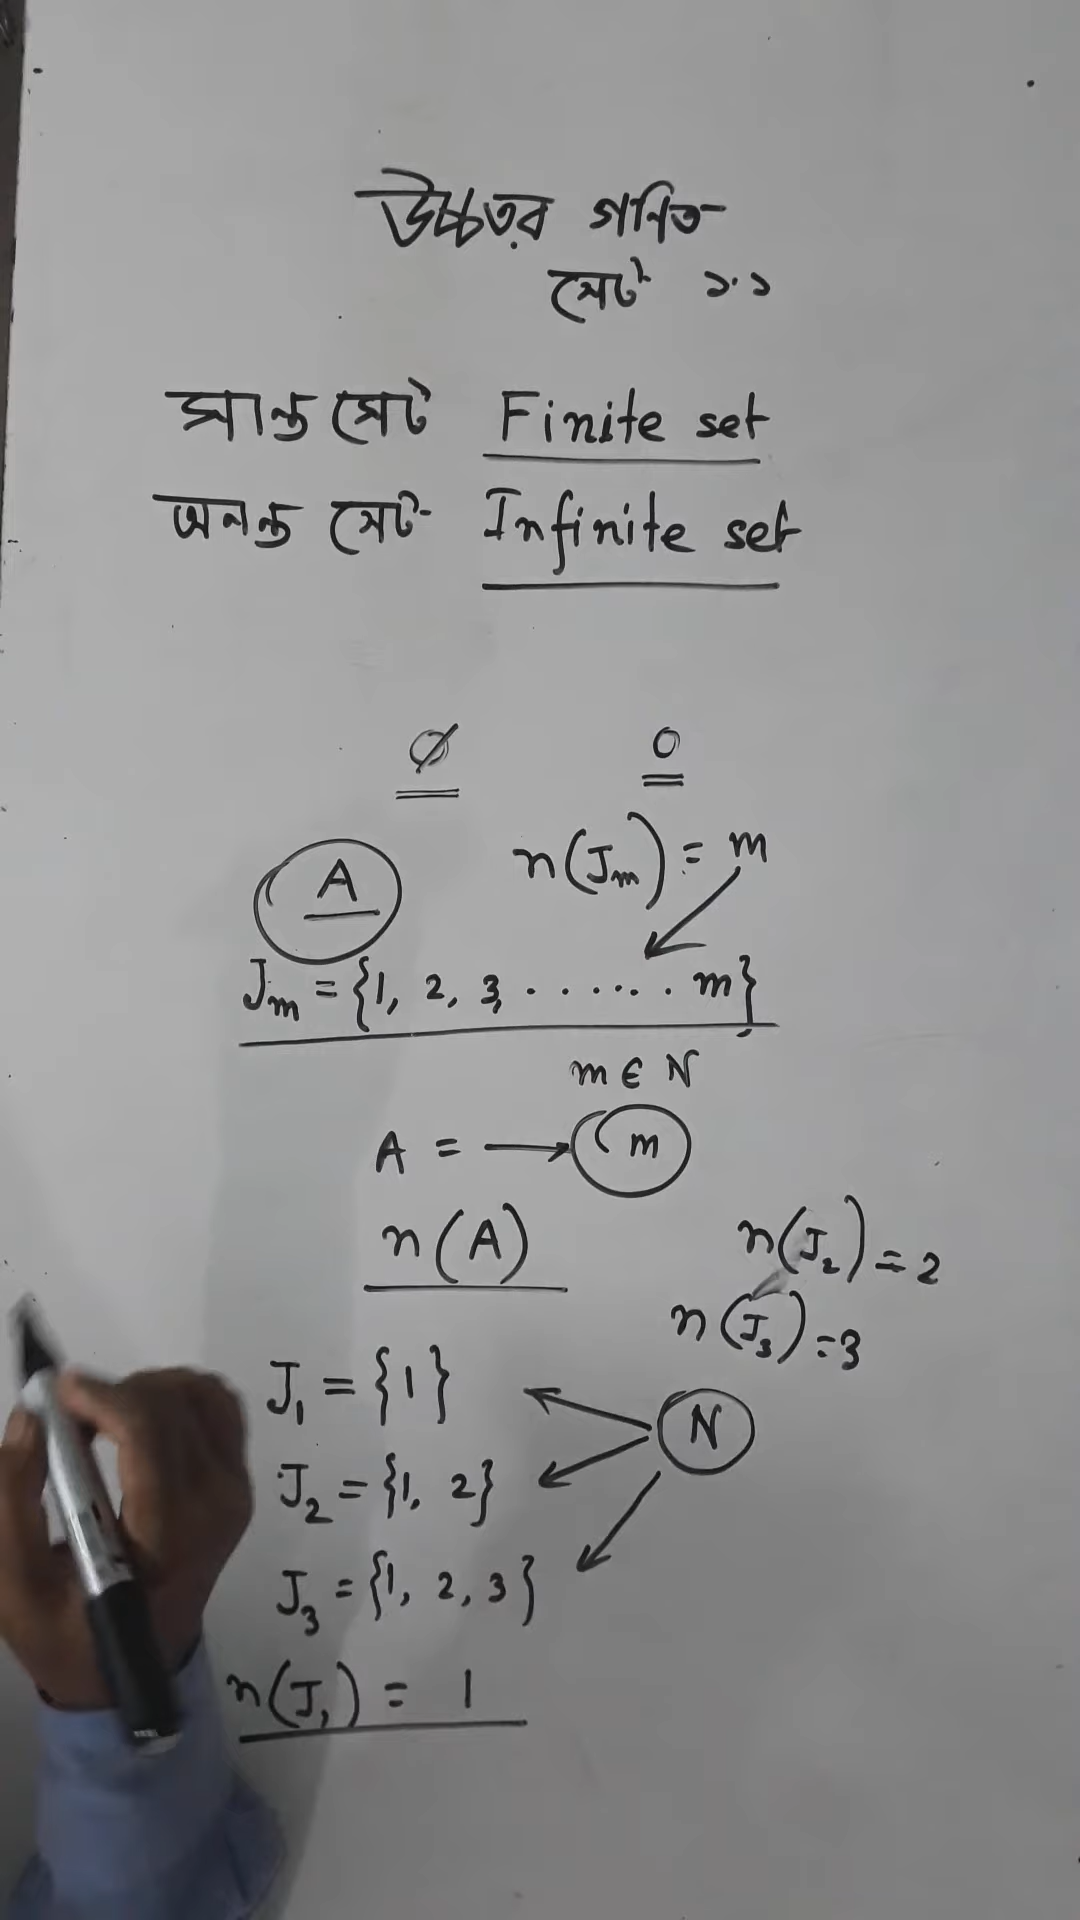 উচ্চতর গণিত
সেট ১.১
সান্ত সেট Finite set
অনন্ত সেট Infinite set
∅ 0
A n(Jₘ) = m
Jₘ = {1, 2, 3, ...... m}
m ∈ N
A = → m
n(A)
n(J₂) = 2
n(J₃) = 3
J₁ = {1}
N
J₂ = {1, 2}
J₃ = {1, 2, 3}
n(J₁) = 1